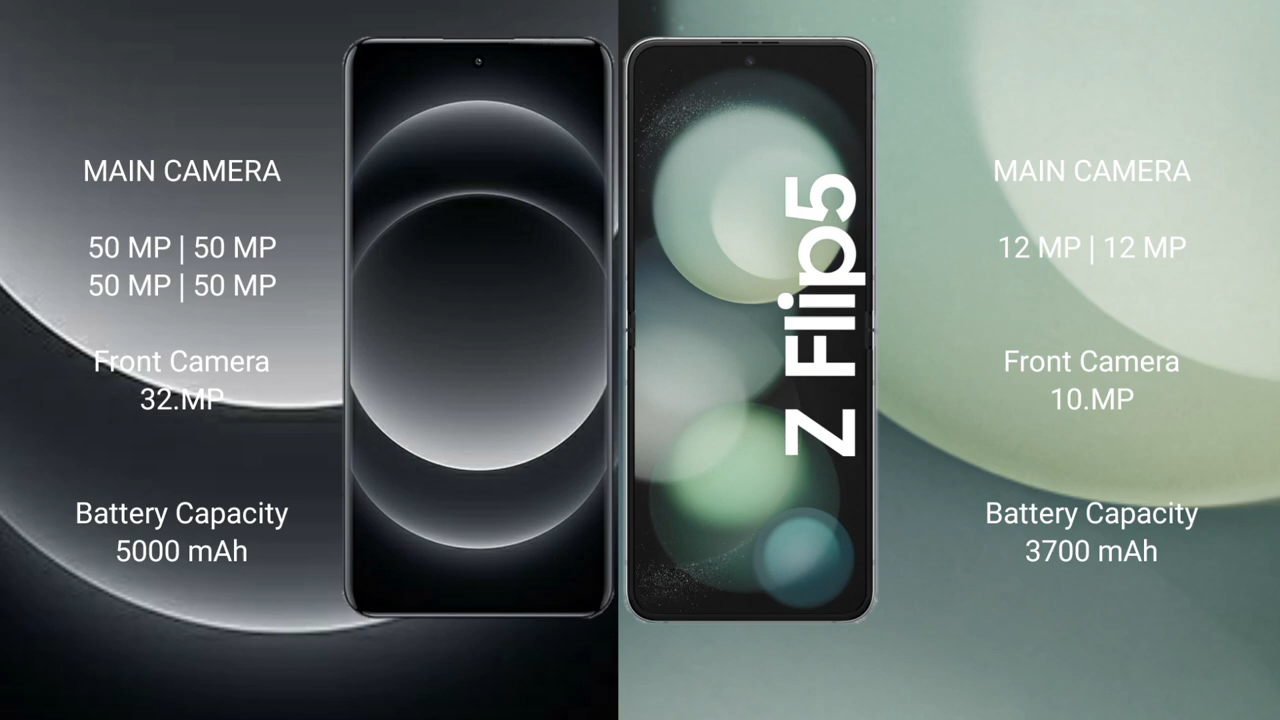 MAIN CAMERA
50 MP | 50 MP
50 MP | 50 MP
Front Camera
32.MP
Battery Capacity
5000 mAh
Z Flip5
MAIN CAMERA
12 MP | 12 MP
Front Camera
10.MP
Battery Capacity
3700 mAh